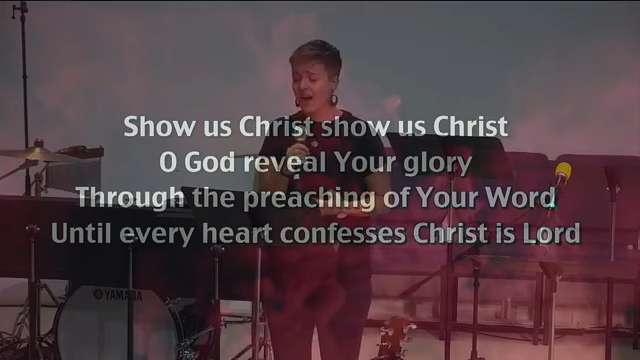 Show us Christ show us Christ
O God reveal Your glory
Through the preaching of Your Word
Until every heart confesses Christ is Lord
YAMAHA